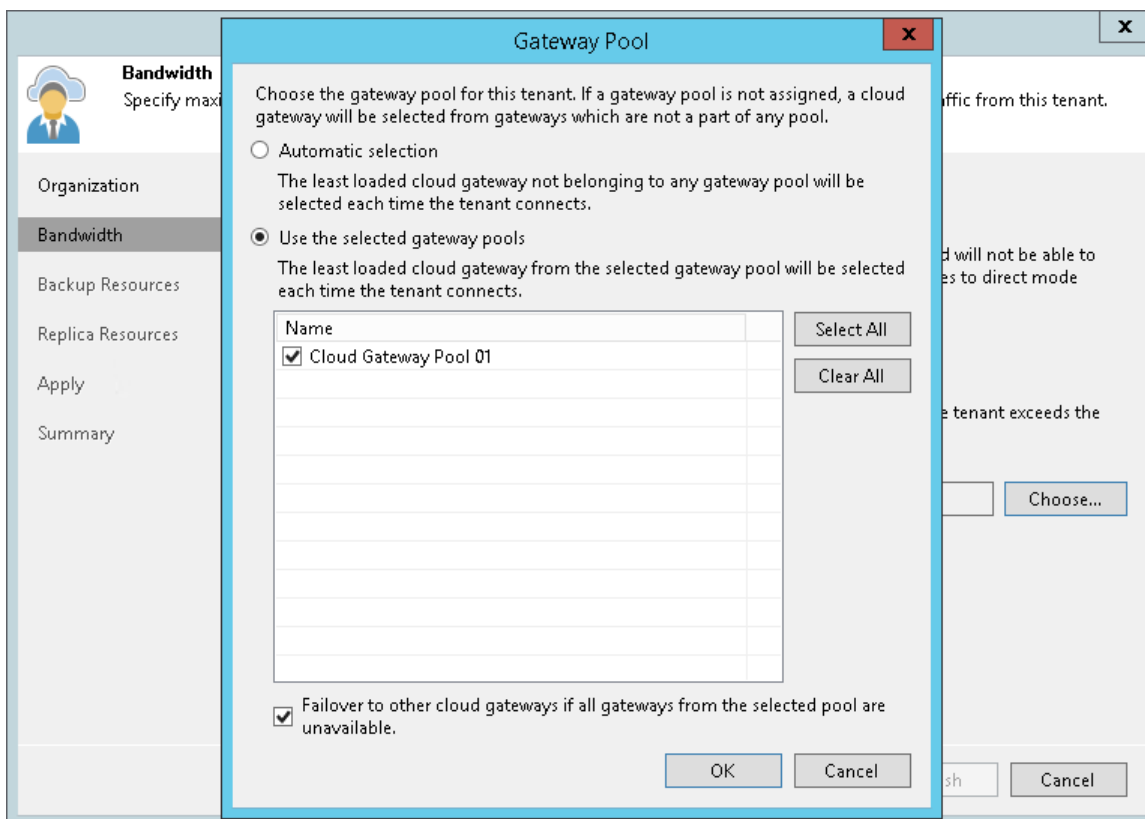 x
Gateway Pool
x
Bandwidth
Specify maxi
affic from this tenant.
Choose the gateway pool for this tenant. If a gateway pool is not assigned, a cloud
gateway will be selected from gateways which are not a part of any pool.
Automatic selection
The least loaded cloud gateway not belonging to any gateway pool will be
selected each time the tenant connects.
Use the selected gateway pools
The least loaded cloud gateway from the selected gateway pool will be selected
each time the tenant connects.
Organization
Bandwidth
Backup Resources
Replica Resources
Apply
Summary
d will not be able to
es to direct mode
Name
Cloud Gateway Pool 01
Select All
Clear All
e tenant exceeds the
Choose...
Failover to other cloud gateways if all gateways from the selected pool are
unavailable.
OK
Cancel
sh
Cancel